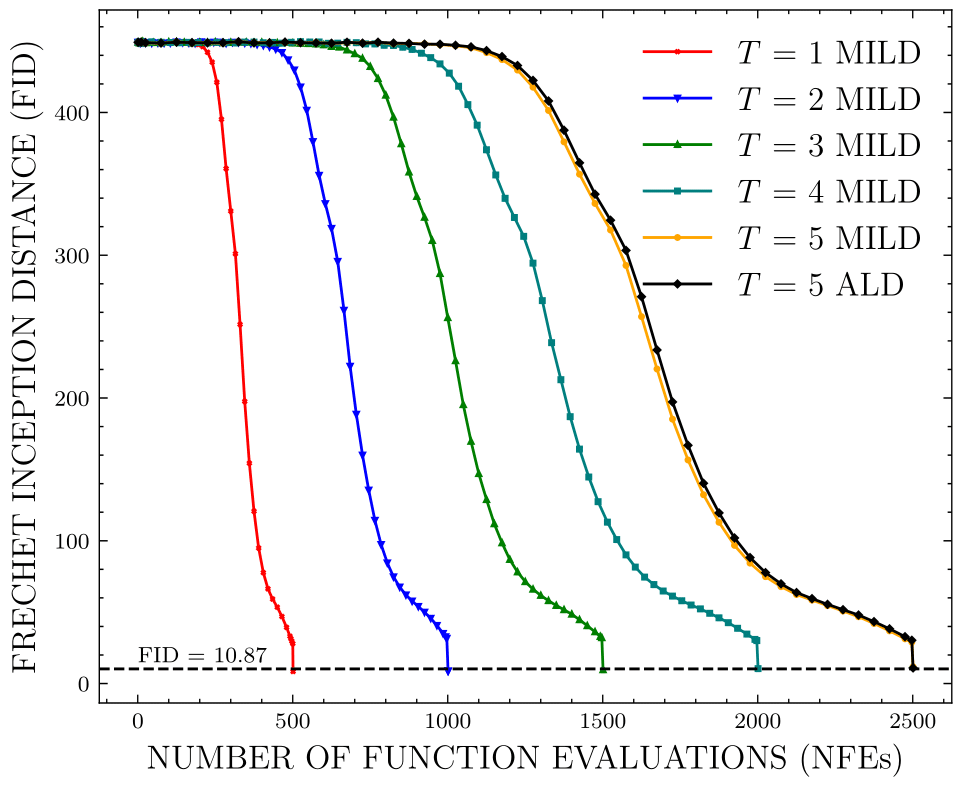 FRECHET INCEPTION DISTANCE (FID)
400
300
200
100
0
T = 1 MILD
T = 2 MILD
T = 3 MILD
T = 4 MILD
T = 5 MILD
T = 5 ALD
FID = 10.87
0 500 1000 1500 2000 2500
NUMBER OF FUNCTION EVALUATIONS (NFEs)